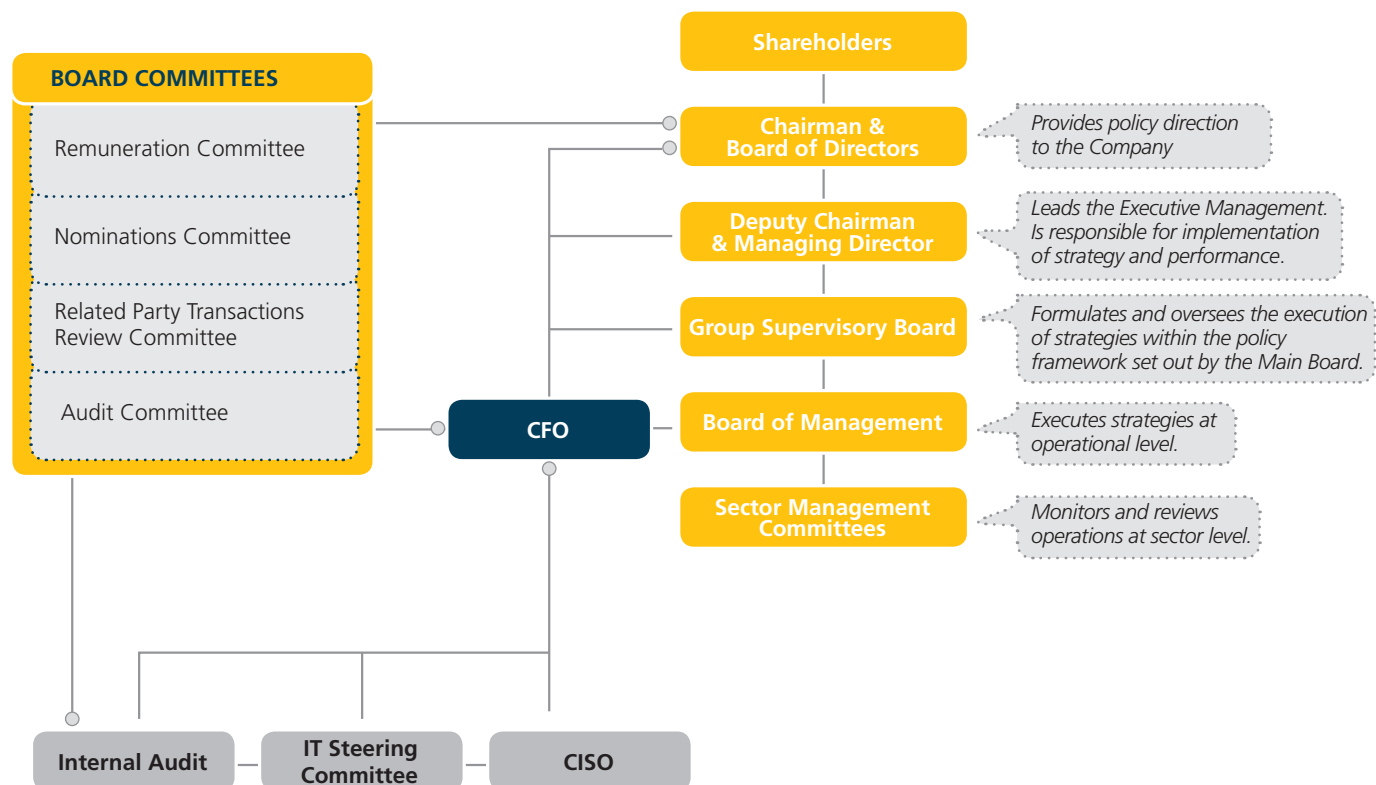 BOARD COMMITTEES
Remuneration Committee
Nominations Committee
Related Party Transactions
Review Committee
Audit Committee
Shareholders
Chairman &
Board of Directors
Provides policy direction
to the Company
Deputy Chairman
& Managing Director
Leads the Executive Management.
Is responsible for implementation
of strategy and performance.
Group Supervisory Board
Formulates and oversees the execution
of strategies within the policy
framework set out by the Main Board.
CFO
Board of Management
Executes strategies at
operational level.
Sector Management
Committees
Monitors and reviews
operations at sector level.
Internal Audit
IT Steering
Committee
CISO